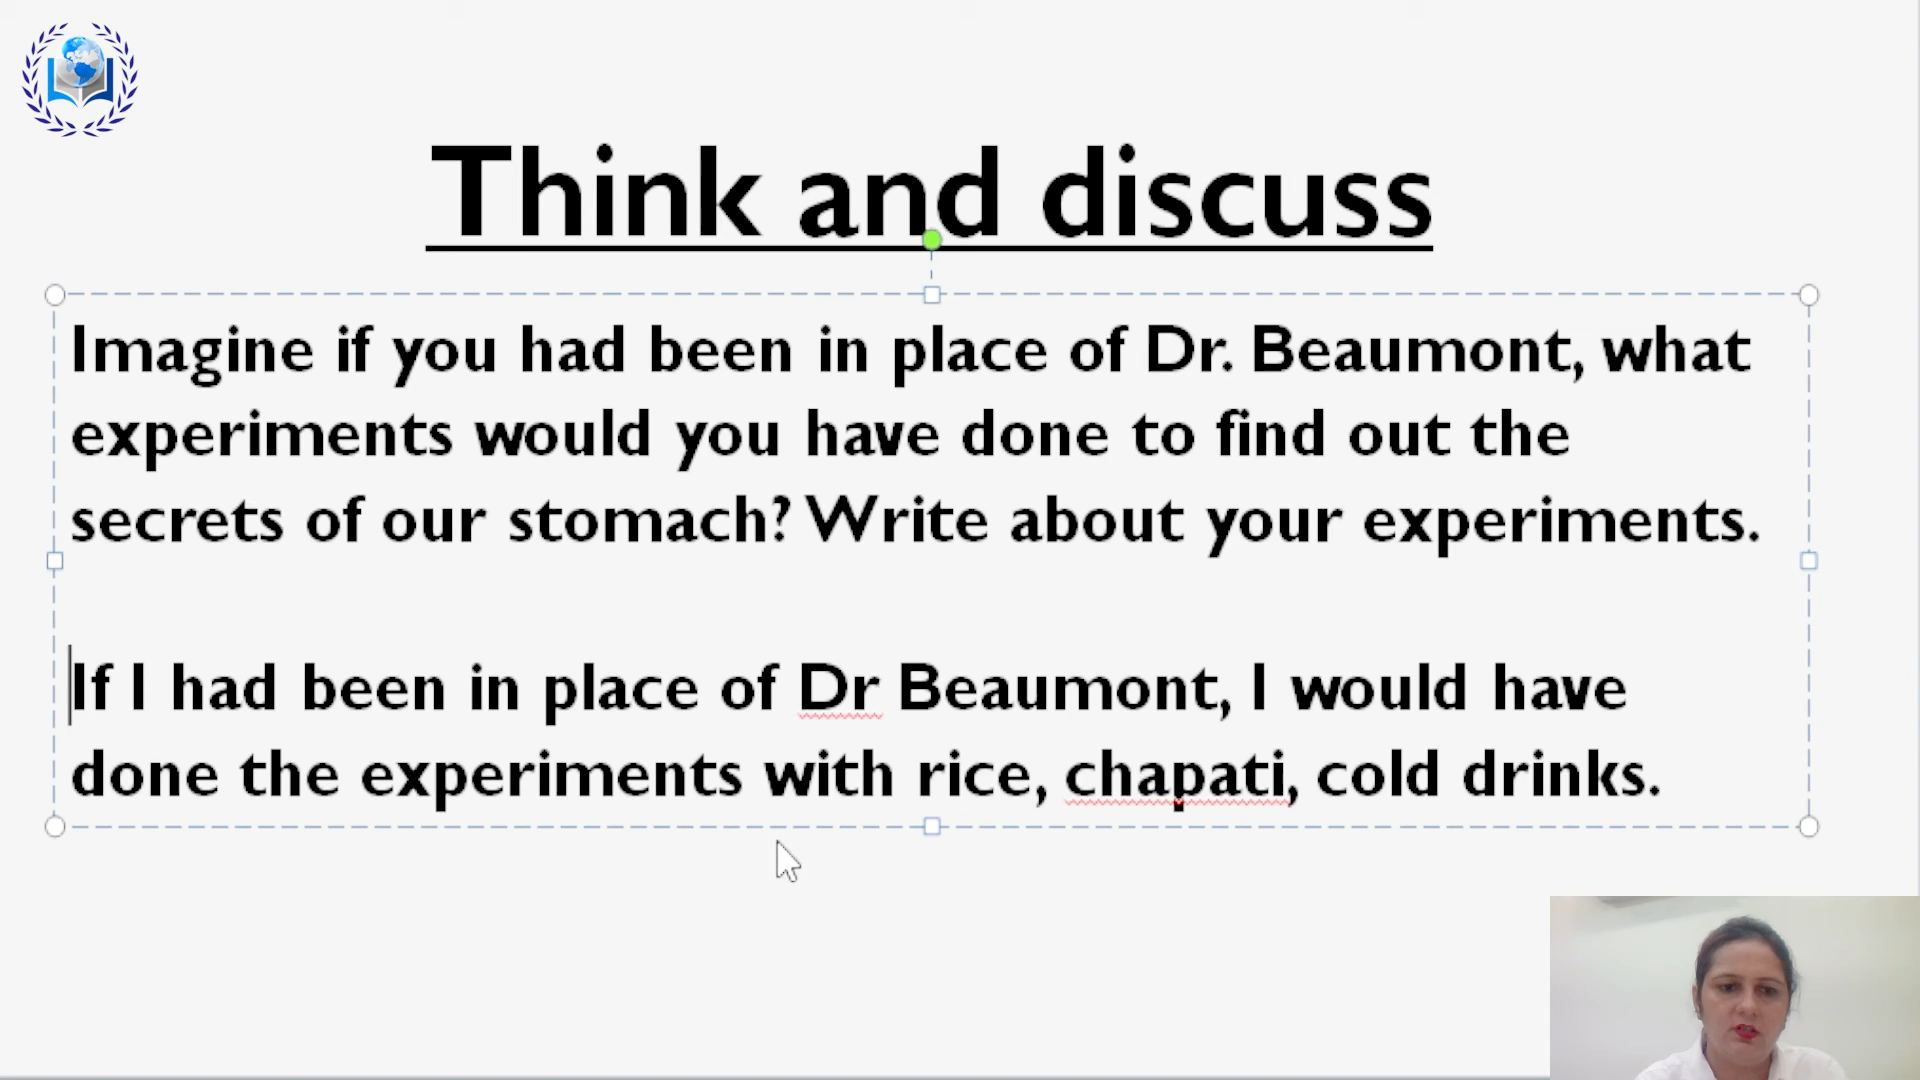 Think and discuss
Imagine if you had been in place of Dr. Beaumont, what
experiments would you have done to find out the
secrets of our stomach? Write about your experiments.
If I had been in place of Dr Beaumont, I would have
done the experiments with rice, chapati, cold drinks.